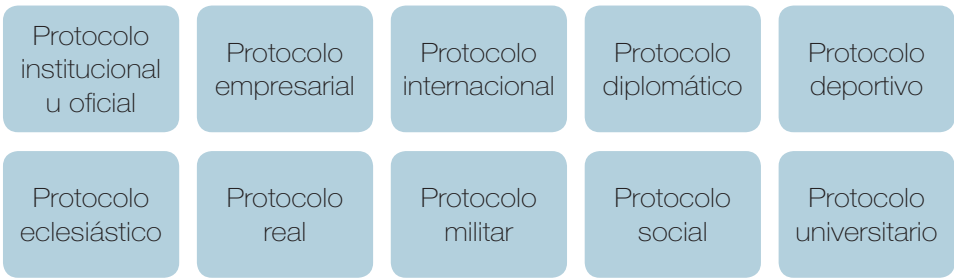 Protocolo
institucional
u oficial
Protocolo
empresarial
Protocolo
internacional
Protocolo
diplomático
Protocolo
deportivo
Protocolo
eclesiástico
Protocolo
real
Protocolo
militar
Protocolo
social
Protocolo
universitario